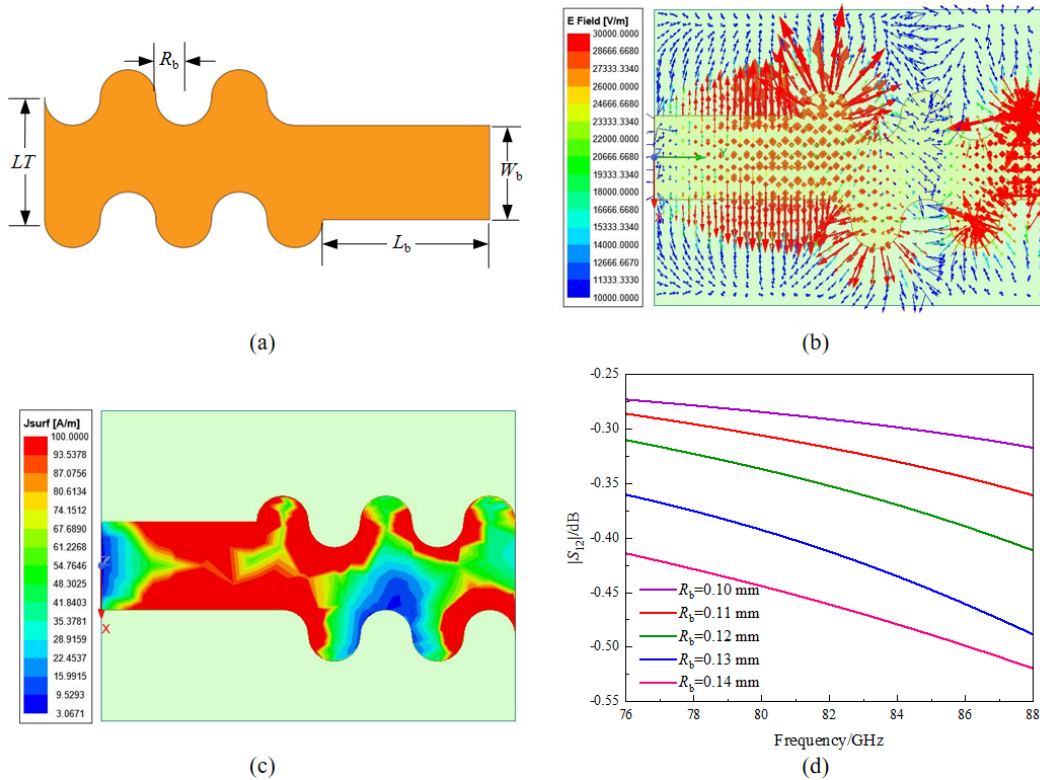 R_b
LT
W_b
L_b
(a)
E Field [V/m]
30000.0000
28666.6680
27333.3340
26000.0000
24666.6680
23333.3340
22000.0000
20666.6680
19333.3340
18000.0000
16666.6670
15333.3340
14000.0000
12666.6670
11333.3330
10000.0000
Y
X
(b)
Jsurf [A/m]
100.0000
93.5378
87.0756
80.6134
74.1512
67.6890
61.2268
54.7646
48.3025
41.8403
35.3781
28.9159
22.4537
15.9915
9.5293
3.0671
Z
X
(c)
|S_12|/dB
-0.25
-0.30
-0.35
-0.40
-0.45
-0.50
-0.55
R_b=0.10 mm
R_b=0.11 mm
R_b=0.12 mm
R_b=0.13 mm
R_b=0.14 mm
76 78 80 82 84 86 88
Frequency/GHz
(d)